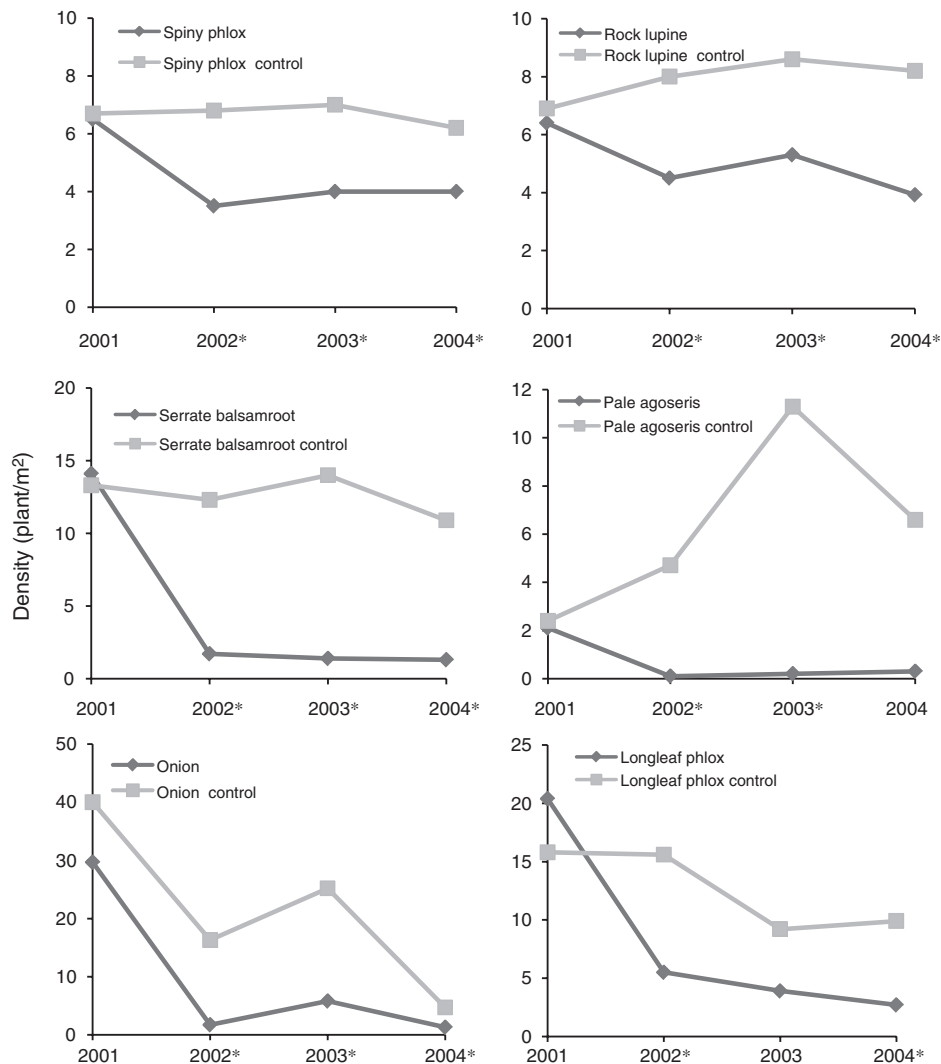 10
8
6
4
2
0
Spiny phlox
Spiny phlox control
2001 2002* 2003* 2004*
10
8
6
4
2
0
Rock lupine
Rock lupine control
2001 2002* 2003* 2004*
Density (plant/m²)
20
15
10
5
0
Serrate balsamroot
Serrate balsamroot control
2001 2002* 2003* 2004*
12
10
8
6
4
2
0
Pale agoseris
Pale agoseris control
2001 2002* 2003* 2004
50
40
30
20
10
0
Onion
Onion control
2001 2002* 2003* 2004*
25
20
15
10
5
0
Longleaf phlox
Longleaf phlox control
2001 2002* 2003 2004*